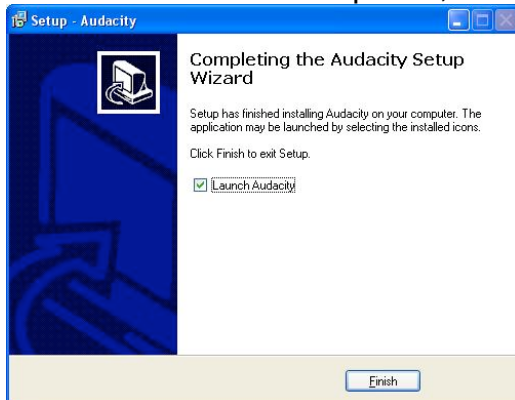 Setup - Audacity
Completing the Audacity Setup
Wizard
Setup has finished installing Audacity on your computer. The
application may be launched by selecting the installed icons.
Click Finish to exit Setup.
Launch Audacity
Finish